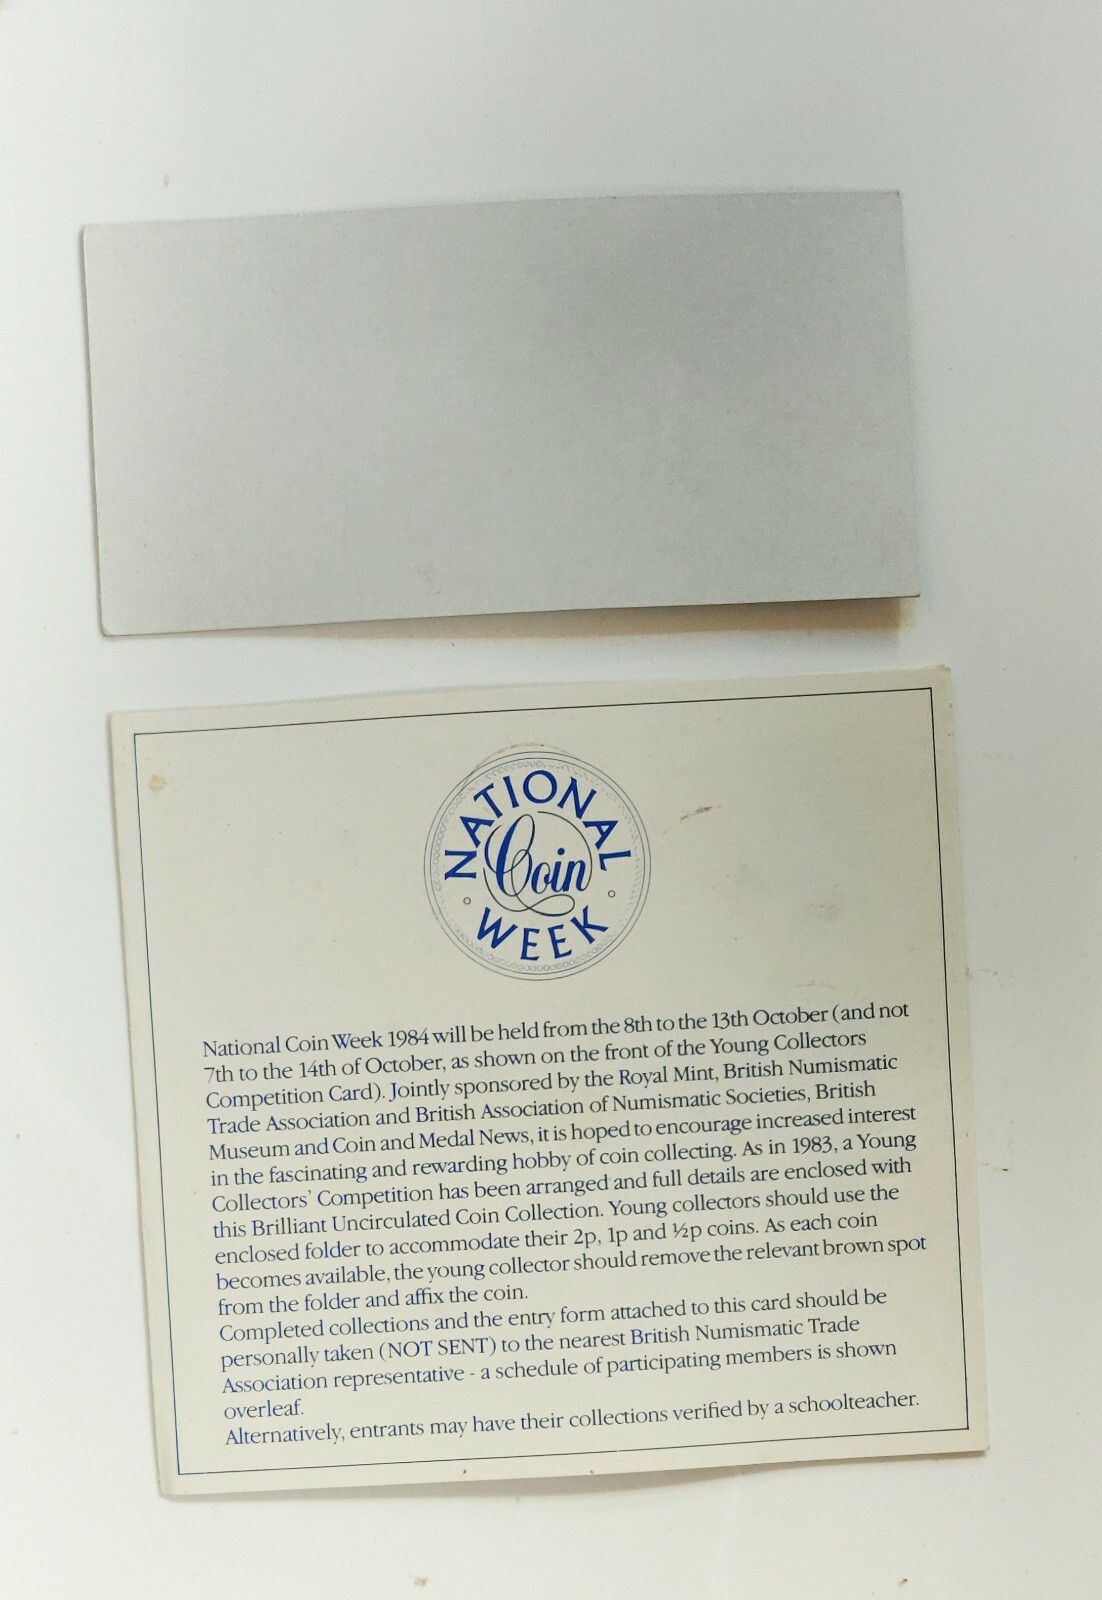 NATIONAL
Coin
WEEK
National Coin Week 1984 will be held from the 8th to the 13th October (and not
7th to the 14th of October, as shown on the front of the Young Collectors
Competition Card). Jointly sponsored by the Royal Mint, British Numismatic
Trade Association and British Association of Numismatic Societies, British
Museum and Coin and Medal News, it is hoped to encourage increased interest
in the fascinating and rewarding hobby of coin collecting. As in 1983, a Young
Collectors' Competition has been arranged and full details are enclosed with
this Brilliant Uncirculated Coin Collection. Young collectors should use the
enclosed folder to accommodate their 2p, 1p and ½p coins. As each coin
becomes available, the young collector should remove the relevant brown spot
from the folder and affix the coin.
Completed collections and the entry form attached to this card should be
personally taken (NOT SENT) to the nearest British Numismatic Trade
Association representative - a schedule of participating members is shown
overleaf.
Alternatively, entrants may have their collections verified by a schoolteacher.